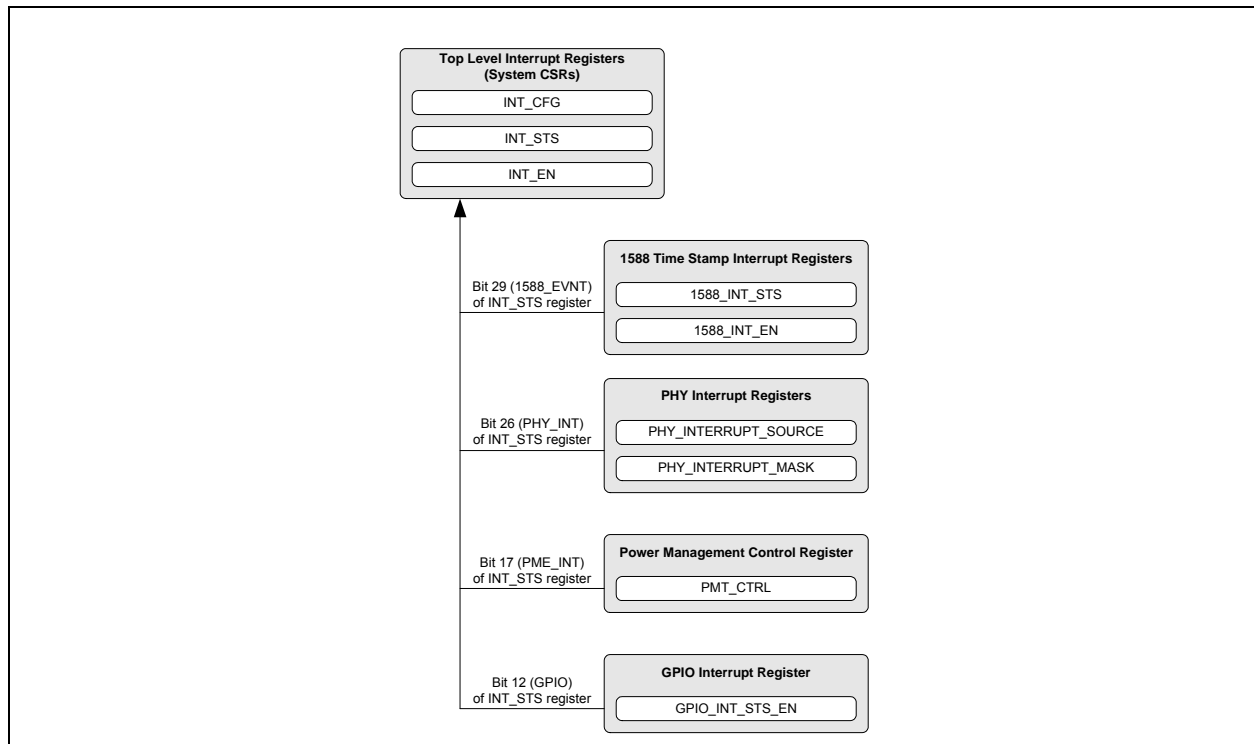 Top Level Interrupt Registers
(System CSRs)
INT_CFG
INT_STS
INT_EN
Bit 29 (1588_EVNT)
of INT_STS register
1588 Time Stamp Interrupt Registers
1588_INT_STS
1588_INT_EN
Bit 26 (PHY_INT)
of INT_STS register
PHY Interrupt Registers
PHY_INTERRUPT_SOURCE
PHY_INTERRUPT_MASK
Bit 17 (PME_INT)
of INT_STS register
Power Management Control Register
PMT_CTRL
Bit 12 (GPIO)
of INT_STS register
GPIO Interrupt Register
GPIO_INT_STS_EN